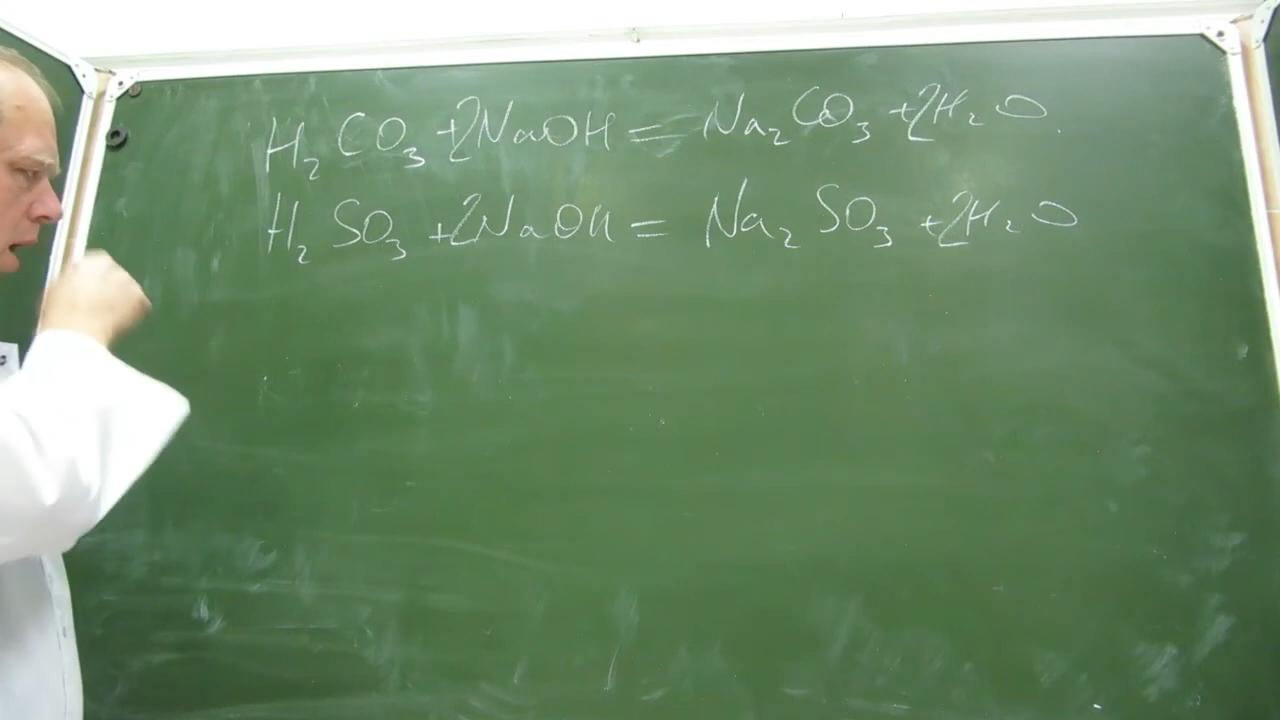 H₂CO₃ + 2NaOH = Na₂CO₃ + 2H₂O
H₂SO₃ + 2NaOH = Na₂SO₃ + 2H₂O